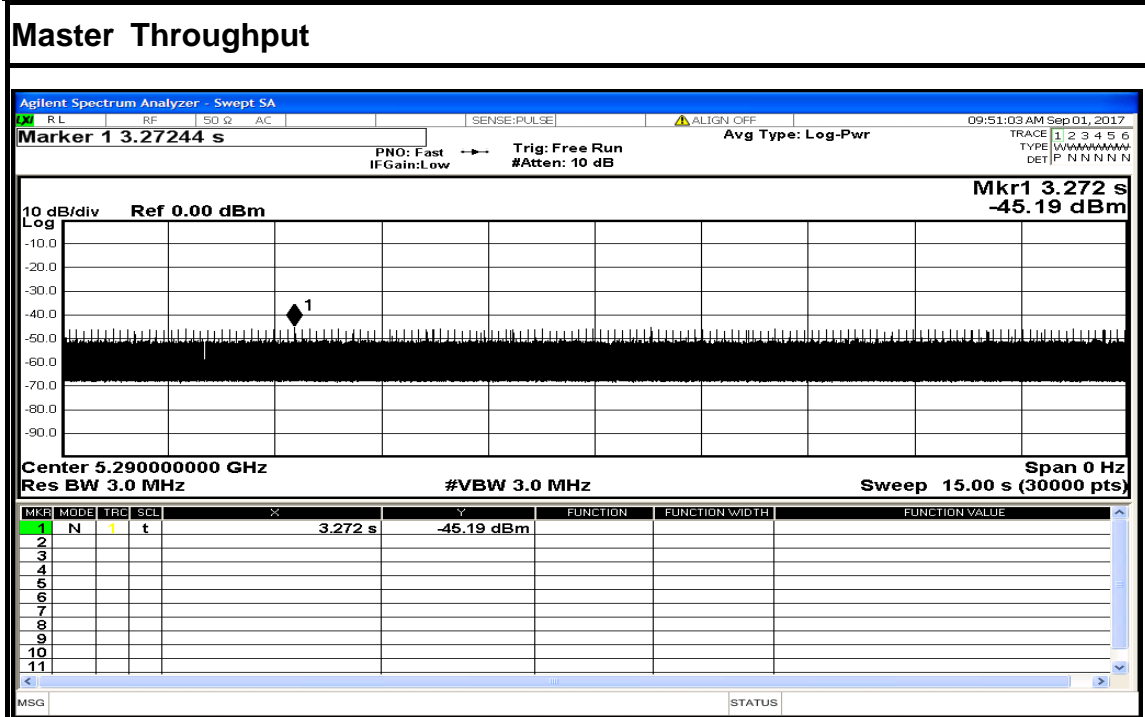 Master Throughput
Agilent Spectrum Analyzer - Swept SA
LXI RL RF 50 Ω AC SENSE:PULSE ALIGN OFF 09:51:03 AM Sep 01, 2017
Marker 1 3.27244 s
PNO: Fast
IFGain:Low
Trig: Free Run
#Atten: 10 dB
Avg Type: Log-Pwr
TRACE 1 2 3 4 5 6
TYPE
DET P N N N N N
Mkr1 3.272 s
-45.19 dBm
10 dB/div Ref 0.00 dBm
Log
-10.0
-20.0
-30.0
-40.0
1
-50.0
-60.0
-70.0
-80.0
-90.0
Center 5.290000000 GHz Span 0 Hz
Res BW 3.0 MHz #VBW 3.0 MHz Sweep 15.00 s (30000 pts)
MKR MODE TRC SCL X Y FUNCTION FUNCTION WIDTH FUNCTION VALUE
1 N 1 t 3.272 s -45.19 dBm
2
3
4
5
6
7
8
9
10
11
MSG STATUS